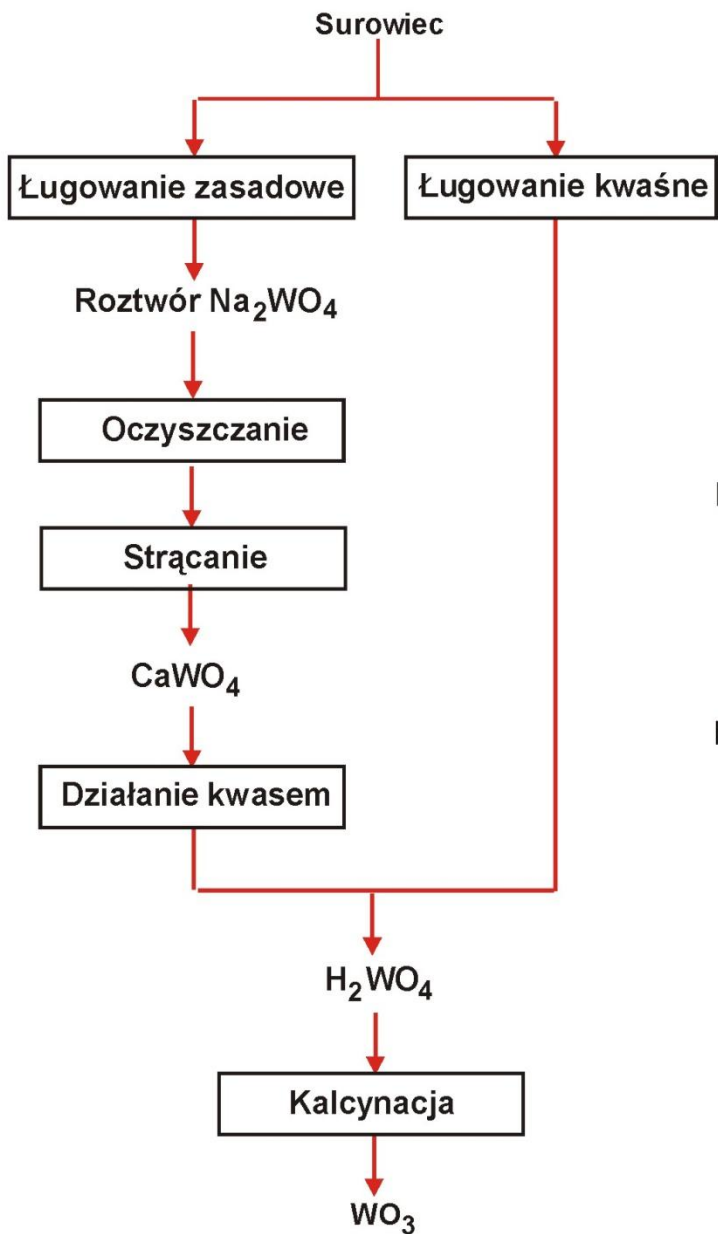 Surowiec
Ługowanie zasadowe
Ługowanie kwaśne
Roztwór Na₂WO₄
Oczyszczanie
Strącanie
CaWO₄
Działanie kwasem
H₂WO₄
Kalcynacja
WO₃